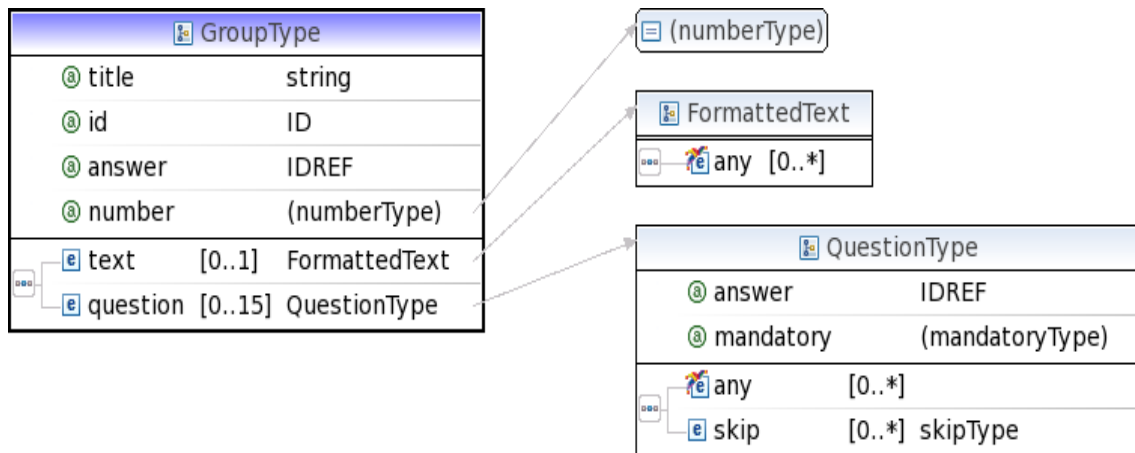 GroupType
title string
id ID
answer IDREF
number (numberType)
text [0..1] FormattedText
question [0..15] QuestionType
(numberType)
FormattedText
any [0..*]
QuestionType
answer IDREF
mandatory (mandatoryType)
any [0..*]
skip [0..*] skipType